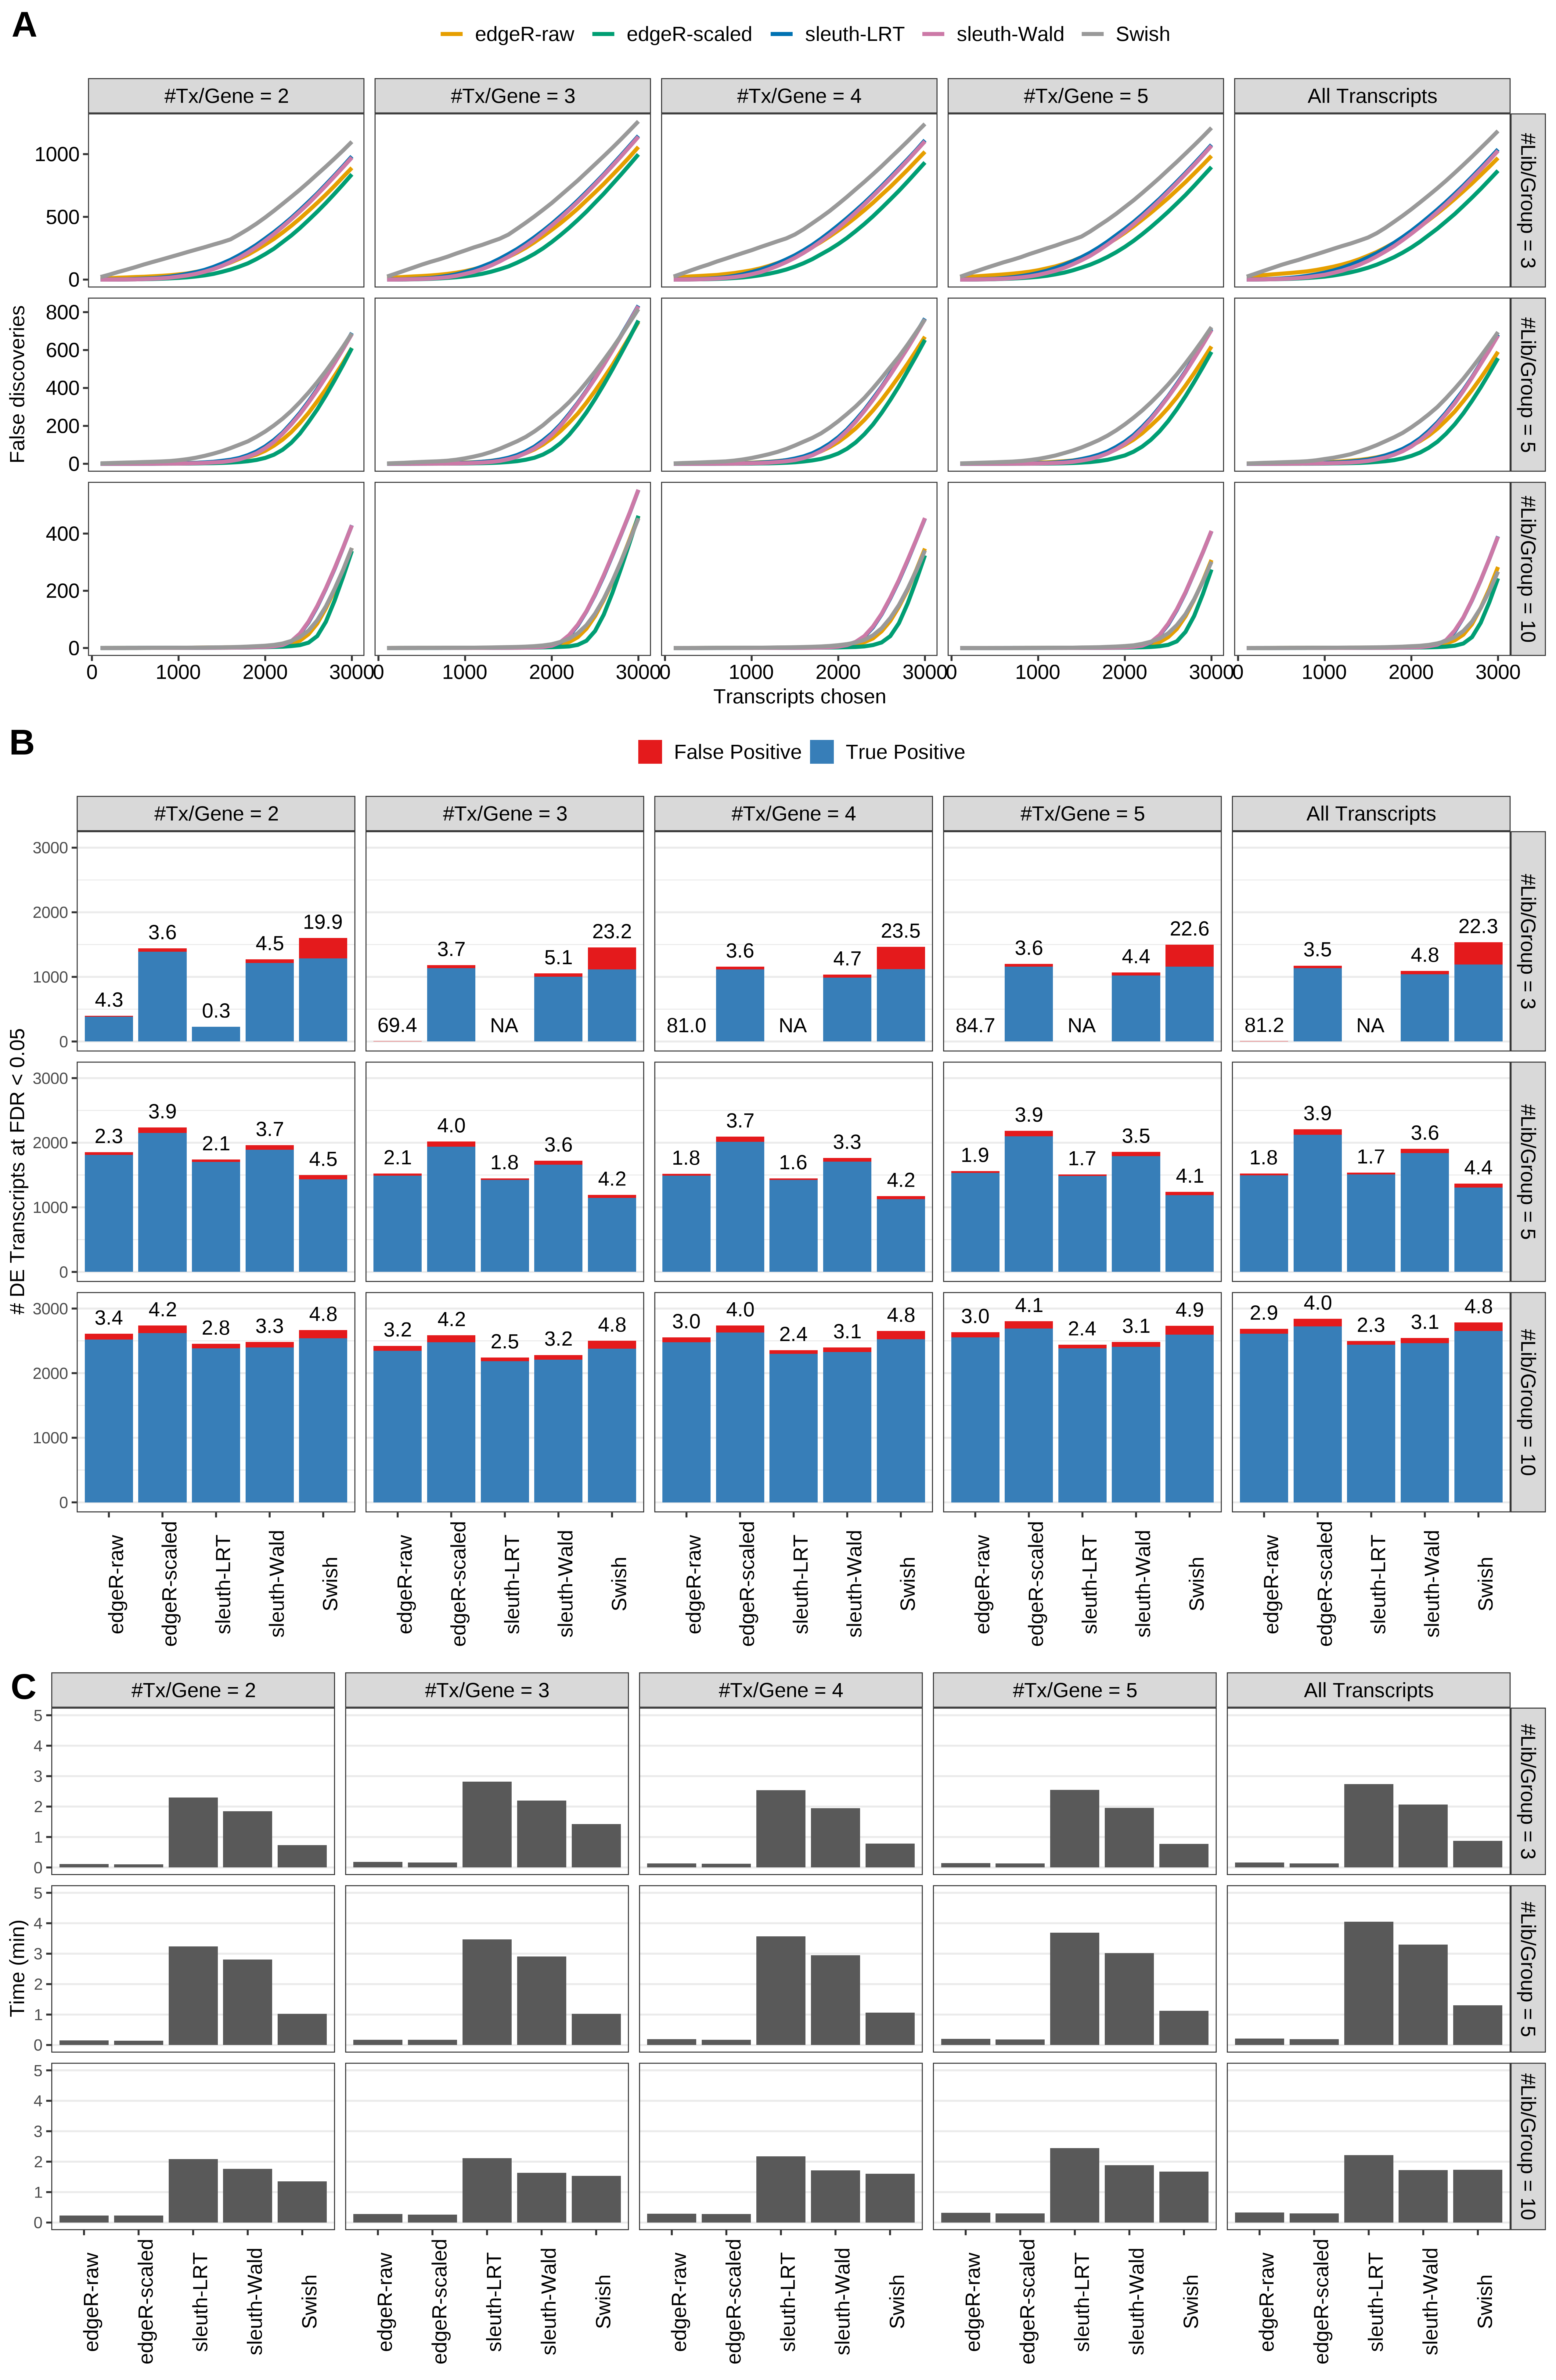 A
edgeR-raw edgeR-scaled sleuth-LRT sleuth-Wald Swish
#Tx/Gene = 2 #Tx/Gene = 3 #Tx/Gene = 4 #Tx/Gene = 5 All Transcripts
1000
500
0
#Lib/Group = 3
False discoveries
800
600
400
200
0
#Lib/Group = 5
400
200
0
#Lib/Group = 10
0 1000 2000 3000 0 1000 2000 3000 0 1000 2000 3000 0 1000 2000 3000 0 1000 2000 3000
Transcripts chosen
B
False Positive True Positive
#Tx/Gene = 2 #Tx/Gene = 3 #Tx/Gene = 4 #Tx/Gene = 5 All Transcripts
# DE Transcripts at FDR < 0.05
3000
2000
1000
0
4.3 3.6 0.3 4.5 19.9
69.4 3.7 NA 5.1 23.2
81.0 3.6 NA 4.7 23.5
84.7 3.6 NA 4.4 22.6
81.2 3.5 NA 4.8 22.3
#Lib/Group = 3
3000
2000
1000
0
2.3 3.9 2.1 3.7 4.5
2.1 4.0 1.8 3.6 4.2
1.8 3.7 1.6 3.3 4.2
1.9 3.9 1.7 3.5 4.1
1.8 3.9 1.7 3.6 4.4
#Lib/Group = 5
3000
2000
1000
0
3.4 4.2 2.8 3.3 4.8
3.2 4.2 2.5 3.2 4.8
3.0 4.0 2.4 3.1 4.8
3.0 4.1 2.4 3.1 4.9
2.9 4.0 2.3 3.1 4.8
#Lib/Group = 10
edgeR-raw edgeR-scaled sleuth-LRT sleuth-Wald Swish
edgeR-raw edgeR-scaled sleuth-LRT sleuth-Wald Swish
edgeR-raw edgeR-scaled sleuth-LRT sleuth-Wald Swish
edgeR-raw edgeR-scaled sleuth-LRT sleuth-Wald Swish
edgeR-raw edgeR-scaled sleuth-LRT sleuth-Wald Swish
C
#Tx/Gene = 2 #Tx/Gene = 3 #Tx/Gene = 4 #Tx/Gene = 5 All Transcripts
5
4
3
2
1
0
#Lib/Group = 3
Time (min)
5
4
3
2
1
0
#Lib/Group = 5
5
4
3
2
1
0
#Lib/Group = 10
edgeR-raw edgeR-scaled sleuth-LRT sleuth-Wald Swish
edgeR-raw edgeR-scaled sleuth-LRT sleuth-Wald Swish
edgeR-raw edgeR-scaled sleuth-LRT sleuth-Wald Swish
edgeR-raw edgeR-scaled sleuth-LRT sleuth-Wald Swish
edgeR-raw edgeR-scaled sleuth-LRT sleuth-Wald Swish